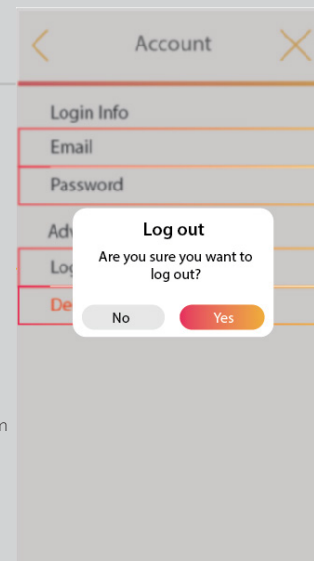 Account
Login Info
Email
Password
Log out
Are you sure you want to
log out?
No
Yes